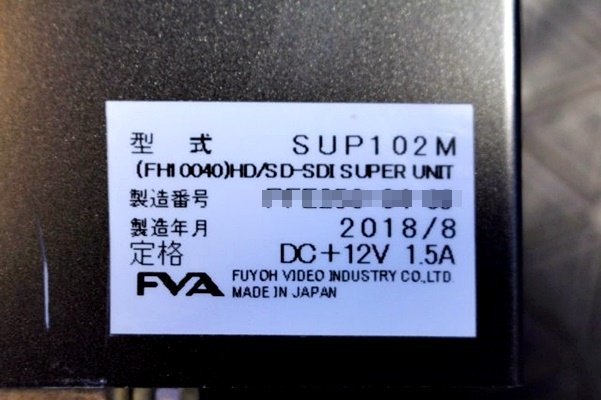 型式 SUP102M
(FH10040)HD/SD-SDI SUPER UNIT
製造番号
製造年月 2018/8
定格 DC+12V 1.5A
FVA FUYOH VIDEO INDUSTRY CO.,LTD.
MADE IN JAPAN